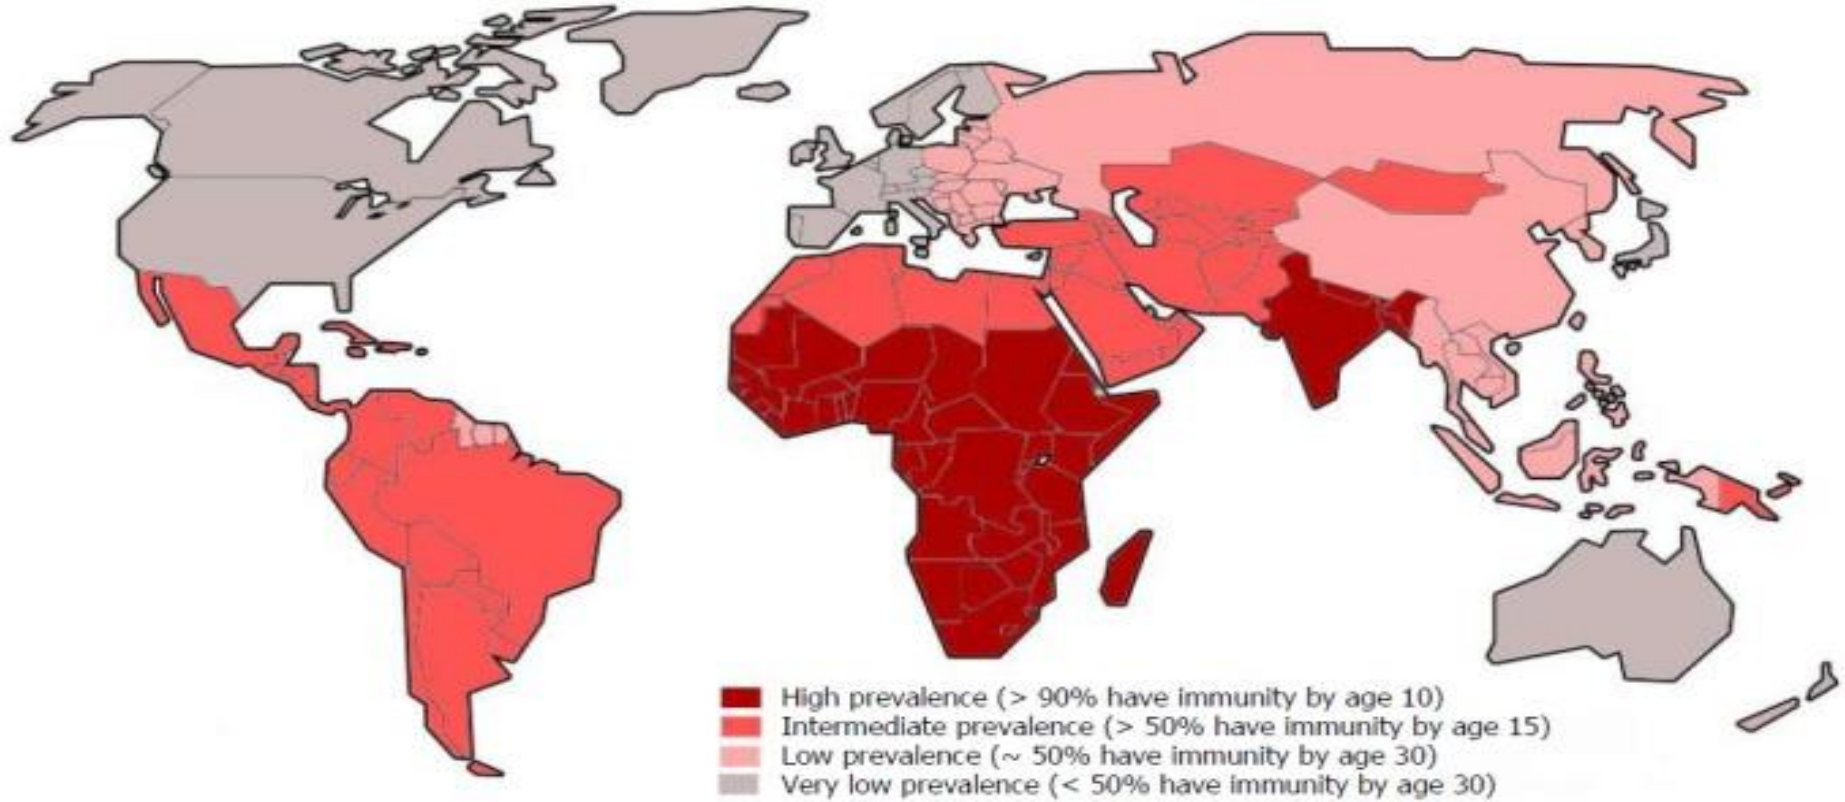 High prevalence (> 90% have immunity by age 10)
Intermediate prevalence (> 50% have immunity by age 15)
Low prevalence (~ 50% have immunity by age 30)
Very low prevalence (< 50% have immunity by age 30)